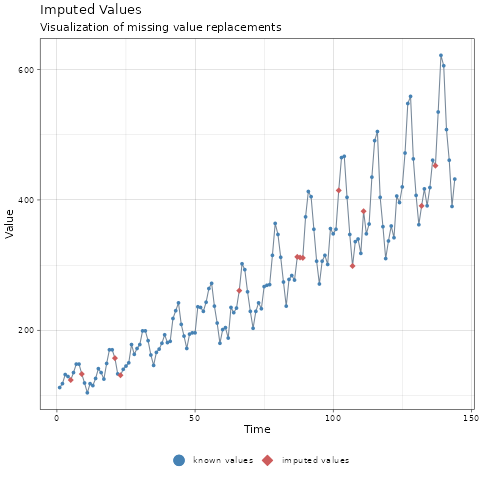 Imputed Values
Visualization of missing value replacements
Value
600
400
200
0
50
100
150
Time
known values
imputed values